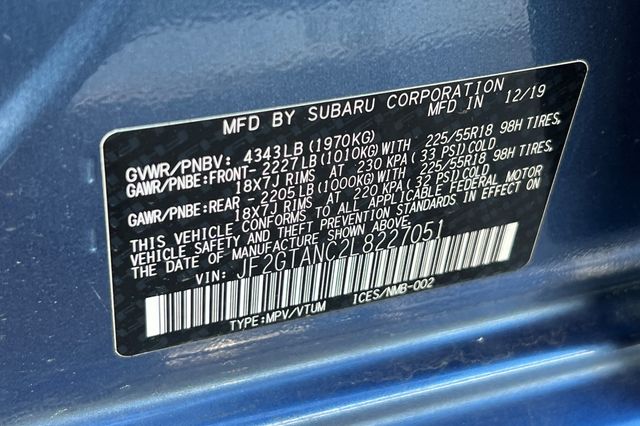 MFD BY SUBARU CORPORATION
MFD IN 12/19
GVWR/PNBV: 4343LB(1970KG)
GAWR/PNBE:FRONT-2227LB(1010KG)WITH 225/55R18 98H TIRES,
18X7J RIMS AT 230 KPA(33 PSI)COLD
GAWR/PNBE:REAR -2205LB(1000KG)WITH 225/55R18 98H TIRES,
18X7J RIMS AT 220 KPA(32 PSI)COLD
THIS VEHICLE CONFORMS TO ALL APPLICABLE FEDERAL MOTOR
VEHICLE SAFETY AND THEFT PREVENTION STANDARDS IN EFFECT ON
THE DATE OF MANUFACTURE SHOWN ABOVE.
VIN: JF2GTANC2L8227051
TYPE:MPV/VTUM ICES/NMB-002